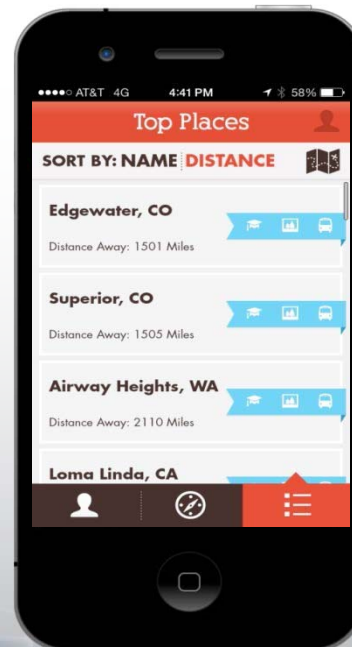 AT&T 4G 4:41 PM 58%
Top Places
SORT BY: NAME DISTANCE
Edgewater, CO
Distance Away: 1501 Miles
Superior, CO
Distance Away: 1505 Miles
Airway Heights, WA
Distance Away: 2110 Miles
Loma Linda, CA